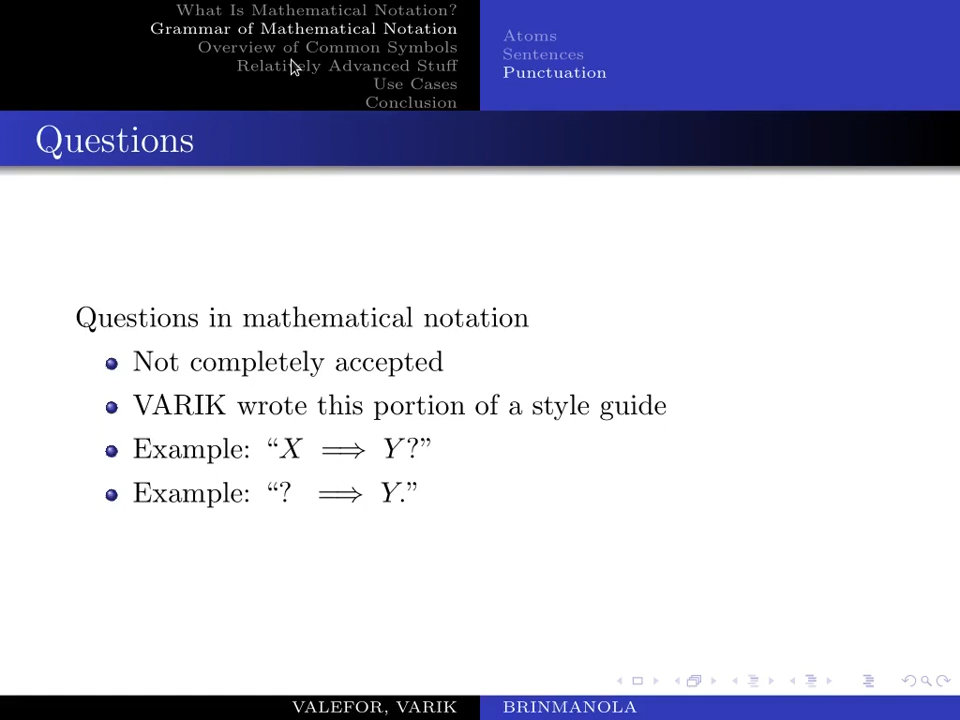 What Is Mathematical Notation?
Grammar of Mathematical Notation
Overview of Common Symbols
Relatively Advanced Stuff
Use Cases
Conclusion
Atoms
Sentences
Punctuation
Questions
Questions in mathematical notation
Not completely accepted
VARIK wrote this portion of a style guide
Example: “X ⟹ Y?”
Example: “? ⟹ Y.”
VALEFOR, VARIK
BRINMANOLA